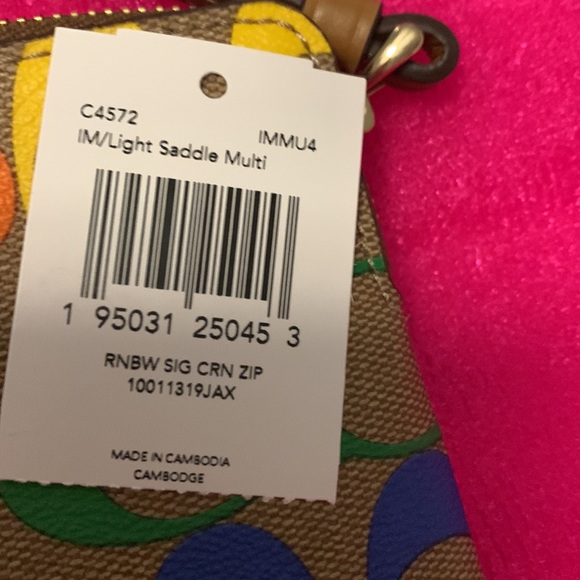 C4572 IMMU4
IM/Light Saddle Multi
1 95031 25045 3
RNBW SIG CRN ZIP
10011319JAX
MADE IN CAMBODIA
CAMBODGE